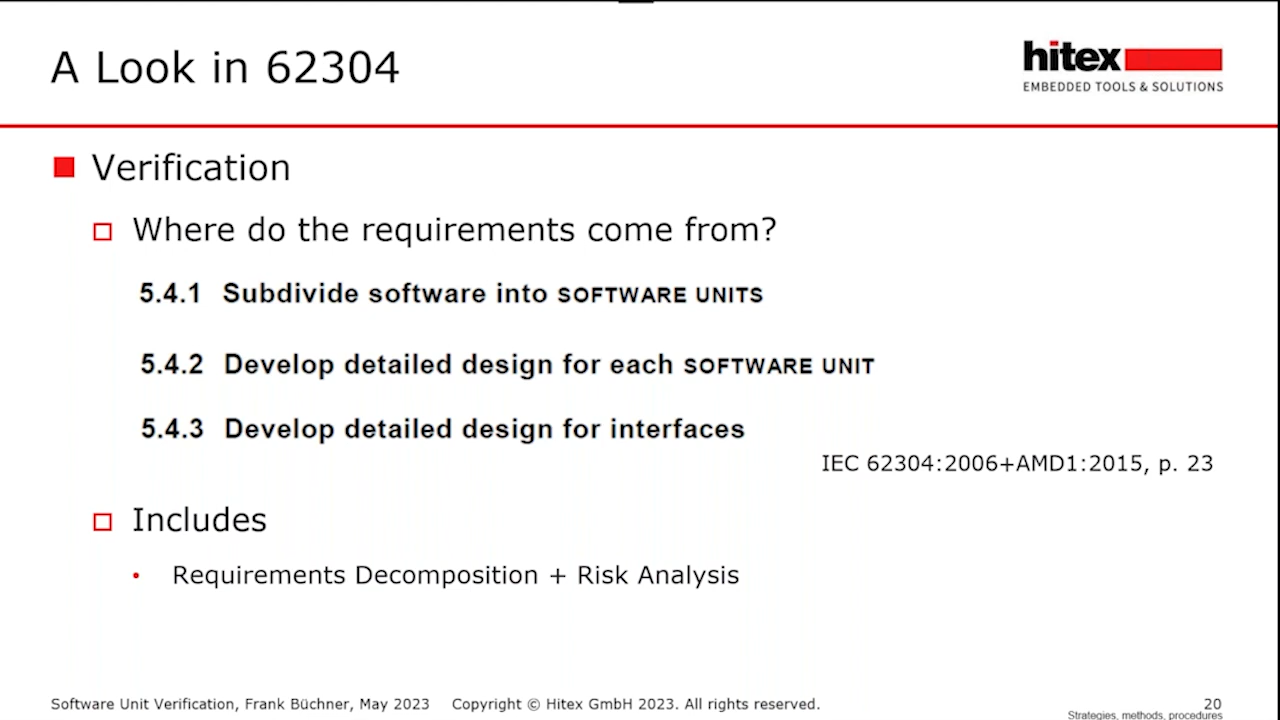 A Look in 62304
hitex
EMBEDDED TOOLS & SOLUTIONS
Verification
Where do the requirements come from?
5.4.1 Subdivide software into SOFTWARE UNITS
5.4.2 Develop detailed design for each SOFTWARE UNIT
5.4.3 Develop detailed design for interfaces
IEC 62304:2006+AMD1:2015, p. 23
Includes
• Requirements Decomposition + Risk Analysis
Software Unit Verification, Frank Büchner, May 2023 Copyright © Hitex GmbH 2023. All rights reserved. 20
Strategies, methods, procedures